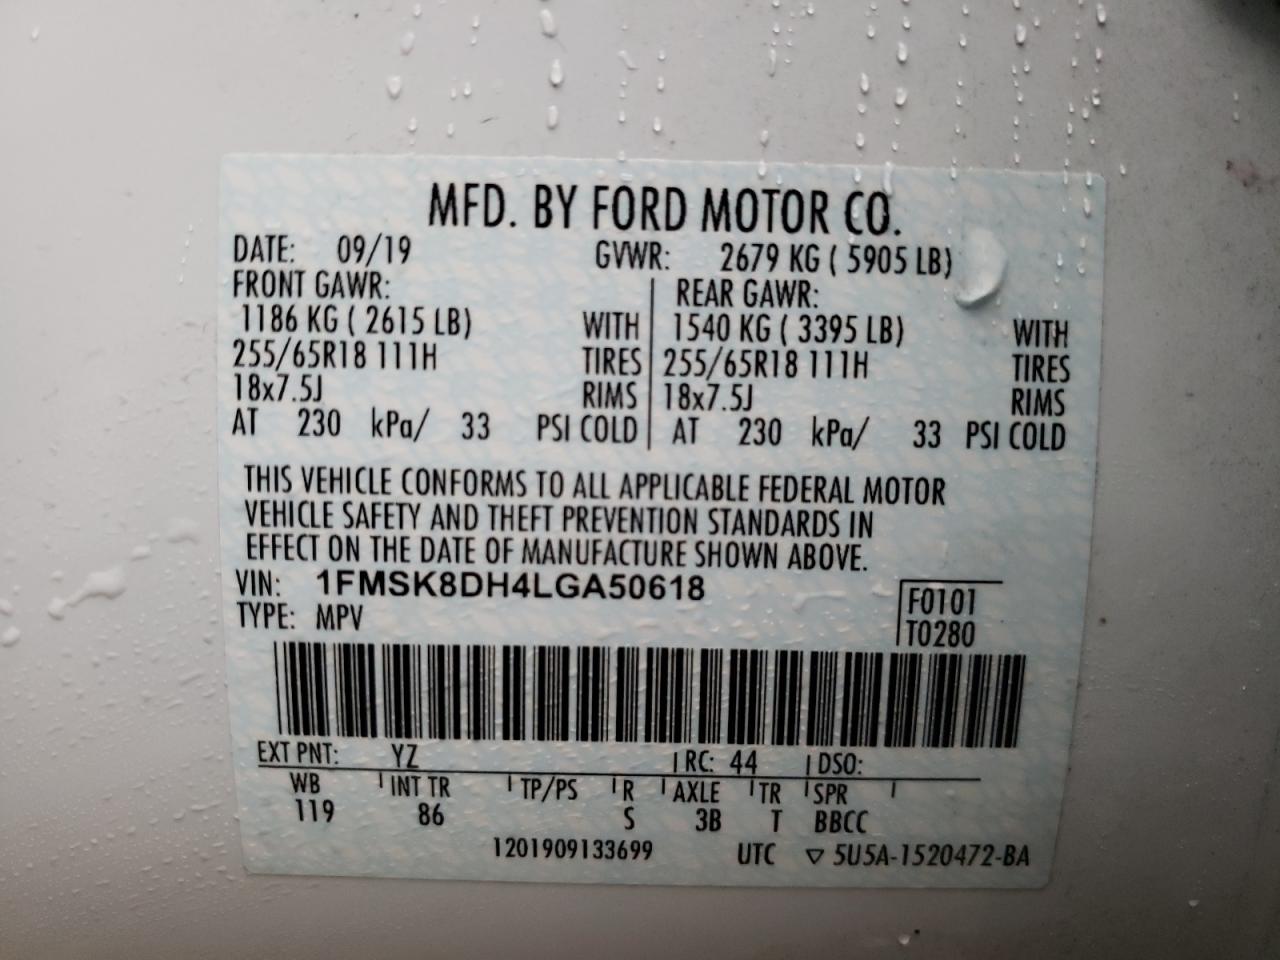 MFD. BY FORD MOTOR CO.
DATE: 09/19 GVWR: 2679 KG ( 5905 LB)
FRONT GAWR: REAR GAWR:
1186 KG ( 2615 LB) WITH 1540 KG ( 3395 LB) WITH
255/65R18 111H TIRES 255/65R18 111H TIRES
18x7.5J RIMS 18x7.5J RIMS
AT 230 kPa/ 33 PSI COLD AT 230 kPa/ 33 PSI COLD
THIS VEHICLE CONFORMS TO ALL APPLICABLE FEDERAL MOTOR
VEHICLE SAFETY AND THEFT PREVENTION STANDARDS IN
EFFECT ON THE DATE OF MANUFACTURE SHOWN ABOVE.
VIN: 1FMSK8DH4LGA50618
TYPE: MPV
F0101
T0280
EXT PNT: YZ RC: 44 DSO:
WB INT TR TP/PS R AXLE TR SPR
119 86 S 3B T BBCC
1201909133699 UTC ▽ 5U5A-1520472-BA